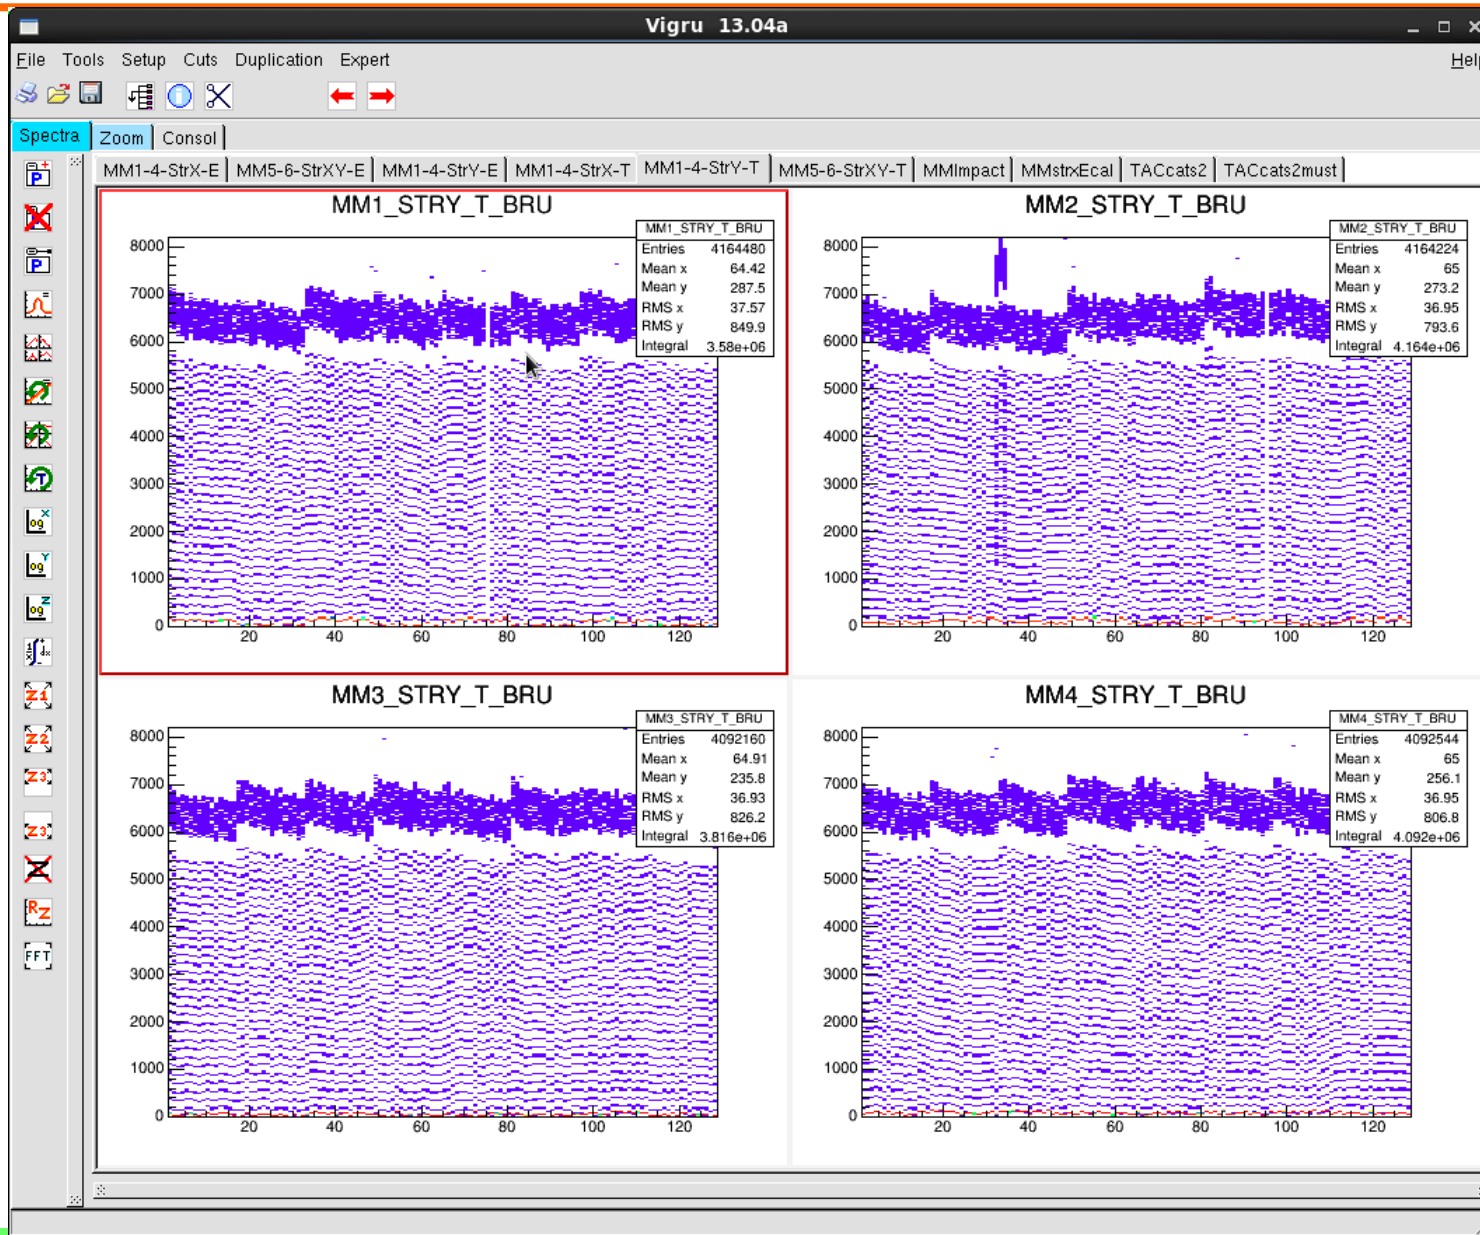 Vigru 13.04a
File Tools Setup Cuts Duplication Expert
Spectra Zoom Consol
MM1-4-StrX-E MM5-6-StrXY-E MM1-4-StrY-E MM1-4-StrX-T MM1-4-StrY-T MM5-6-StrXY-T MMImpact MMstrxEcal TACcats2 TACcats2must
MM1_STRY_T_BRU
MM1_STRY_T_BRU
Entries 4164480
Mean x 64.42
Mean y 287.5
RMS x 37.57
RMS y 849.9
Integral 3.58e+06
8000
7000
6000
5000
4000
3000
2000
1000
0
20 40 60 80 100 120
MM2_STRY_T_BRU
MM2_STRY_T_BRU
Entries 4164224
Mean x 65
Mean y 273.2
RMS x 36.95
RMS y 793.6
Integral 4.164e+06
8000
7000
6000
5000
4000
3000
2000
1000
0
20 40 60 80 100 120
MM3_STRY_T_BRU
MM3_STRY_T_BRU
Entries 4092160
Mean x 64.91
Mean y 235.8
RMS x 36.93
RMS y 826.2
Integral 3.816e+06
8000
7000
6000
5000
4000
3000
2000
1000
0
20 40 60 80 100 120
MM4_STRY_T_BRU
MM4_STRY_T_BRU
Entries 4092544
Mean x 65
Mean y 256.1
RMS x 36.95
RMS y 806.8
Integral 4.092e+06
8000
7000
6000
5000
4000
3000
2000
1000
0
20 40 60 80 100 120
P
P
P
T
og X
og Y
og Z
Z1
Z2
Z3
Z3
Z
RZ
FFT